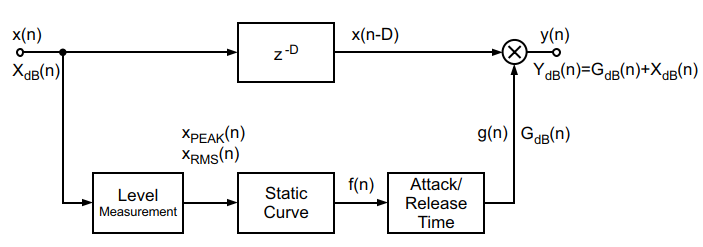 x(n)
X_dB(n)
z^-D
x(n-D)
y(n)
Y_dB(n)=G_dB(n)+X_dB(n)
x_PEAK(n)
x_RMS(n)
g(n)
G_dB(n)
Level
Measurement
Static
Curve
f(n)
Attack/
Release
Time